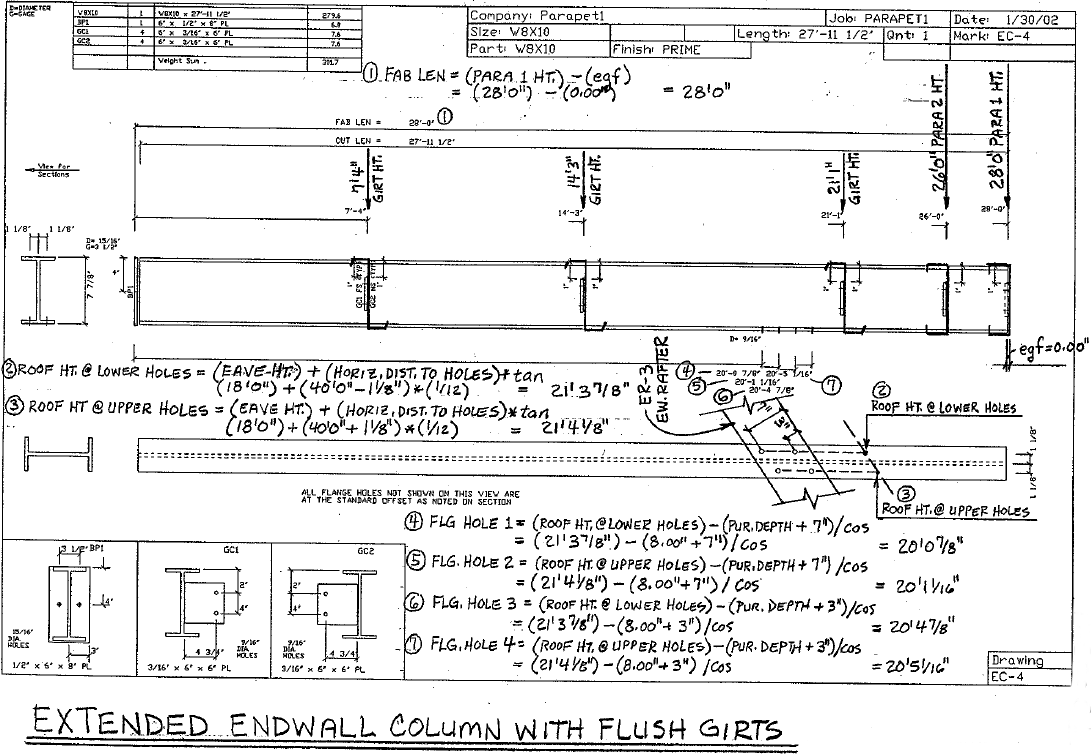 D=DIAMETER
G=GAGE
W8X10 1 W8X10 x 27'-11 1/2" 279.6
BP1 1 6" x 1/2" x 8" PL 6.8
GC1 4 6" x 3/16" x 6" PL 7.6
GC2 4 6" x 3/16" x 6" PL 7.6
Weight Sum . 301.7
Company: Parapet1 Job: PARAPET1 Date: 1/30/02
Size: W8X10 Length: 27'-11 1/2" Qnt: 1 Mark: EC-4
Part: W8X10 Finish: PRIME
① FAB LEN = (PARA 1 HT.) - (egf)
= (28'0") - (0.00") = 28'0"
FAB LEN = 28'-0" ①
CUT LEN = 27'-11 1/2"
View For
Sections
7'4" GIRT HT.
14'3" GIRT HT.
21'1" GIRT HT.
26'0" PARA 2 HT.
28'0" PARA 1 HT.
7'-4" 14'-3" 21'-1" 26'-0" 28'-0"
1 1/8" 1 1/8"
D= 15/16"
G=3 1/2"
7 7/8"
4"
BP1
1" 1" 1" 1" 1" 1" 1"
D= 9/16"
egf=0.00"
② ROOF HT. @ LOWER HOLES = (EAVE HT.) + (HORIZ, DIST. TO HOLES)*tan
(18'0") + (40'0"-1 1/8")*(1/12) = 21'3 7/8"
③ ROOF HT @ UPPER HOLES = (EAVE HT.) + (HORIZ, DIST. TO HOLES)*tan
(18'0")+(40'0"+ 1 1/8")*(1/12) = 21'4 1/8"
ER-3
EW. RAFTER
④ 20'-0 7/8" 20'-5 1/16" ⑦
⑤ 20'-1 1/16"
⑥ 20'-4 7/8"
7"
3"
②
ROOF HT. @ LOWER HOLES
③
ROOF HT. @ UPPER HOLES
1 1/8"
1 1/8"
ALL FLANGE HOLES NOT SHOWN ON THIS VIEW ARE
AT THE STANDARD OFFSET AS NOTED ON SECTION
④ FLG HOLE 1 = (ROOF HT. @ LOWER HOLES) - (PUR. DEPTH + 7")/cos
= (21'3 7/8") - (8.00"+7")/cos = 20'0 7/8"
⑤ FLG. HOLE 2 = (ROOF HT. @ UPPER HOLES) - (PUR. DEPTH + 7")/cos
= (21'4 1/8") - (8.00"+7")/cos = 20'1 1/16"
⑥ FLG. HOLE 3 = (ROOF HT. @ LOWER HOLES) - (PUR. DEPTH + 3")/cos
= (21'3 7/8") - (8.00"+ 3")/cos = 20'4 7/8"
⑦ FLG. HOLE 4 = (ROOF HT. @ UPPER HOLES) - (PUR. DEPTH + 3")/cos
= (21'4 1/8") - (8.00"+3") /cos = 20'5 1/16"
3 1/2" BP1
4"
15/16"
DIA.
HOLES
3"
1/2" x 6" x 8" PL
GC1
2"
4"
4 3/4"
9/16"
DIA.
HOLES
3/16" x 6" x 6" PL
GC2
2"
4"
9/16"
DIA.
HOLES
4 3/4"
3/16" x 6" x 6" PL
Drawing
EC-4
EXTENDED ENDWALL COLUMN WITH FLUSH GIRTS